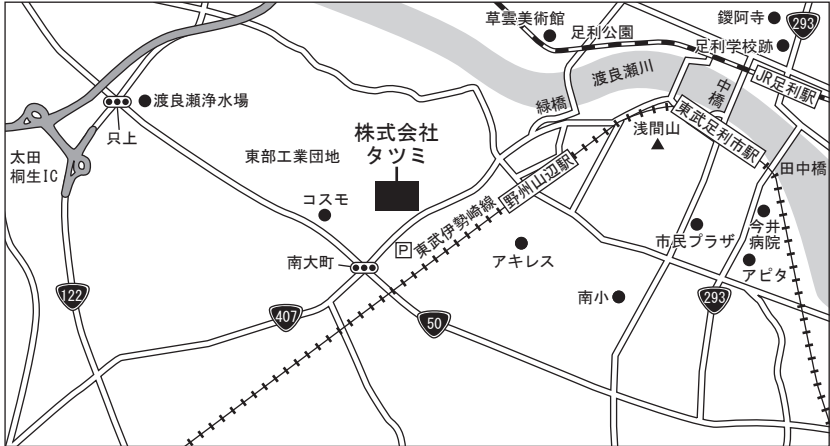 草雲美術館
足利公園
鑁阿寺
293
足利学校跡
JR足利駅
渡良瀬川
中橋
緑橋
渡良瀬浄水場
只上
浅間山
東武足利市駅
株式会社
タツミ
太田
桐生IC
東部工業団地
田中橋
野州山辺駅
コスモ
東武伊勢崎線
P
市民プラザ
今井
病院
南大町
アキレス
アピタ
122
南小
293
407
50